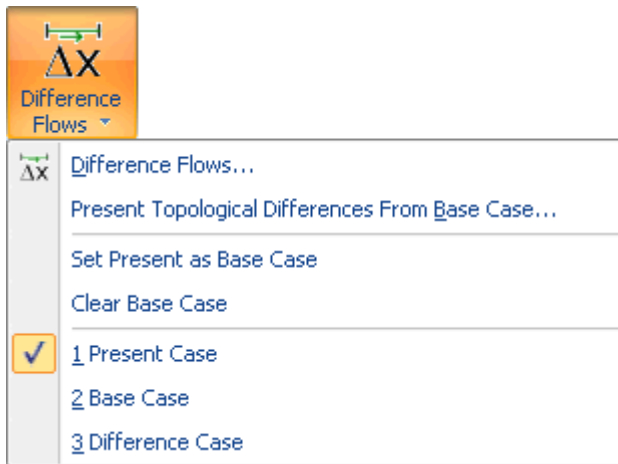 ΔX
Difference
Flows
ΔX Difference Flows...
Present Topological Differences From Base Case...
Set Present as Base Case
Clear Base Case
1 Present Case
2 Base Case
3 Difference Case